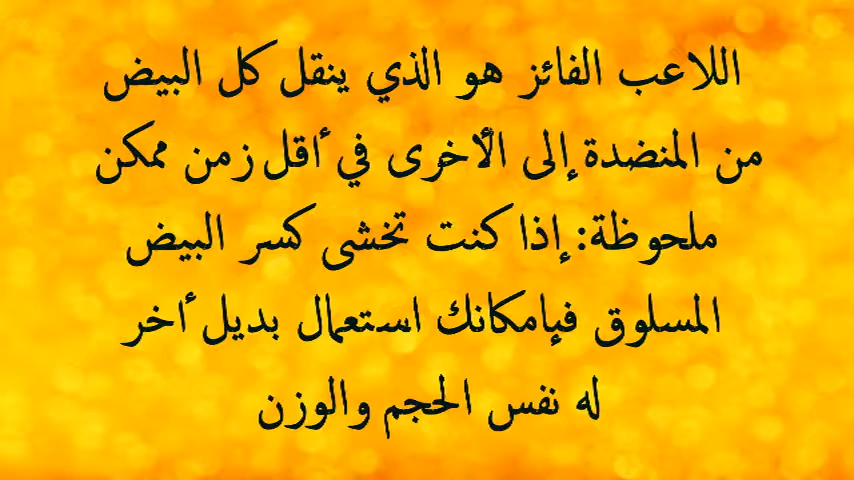 اللاعب الفائز هو الذي ينقل كل البيض
من المنضدة إلى الأخرى في أقل زمن ممكن
ملحوظة: إذا كنت تخشى كسر البيض
المسلوق فبإمكانك استعمال بديل أخر
له نفس الحجم والوزن